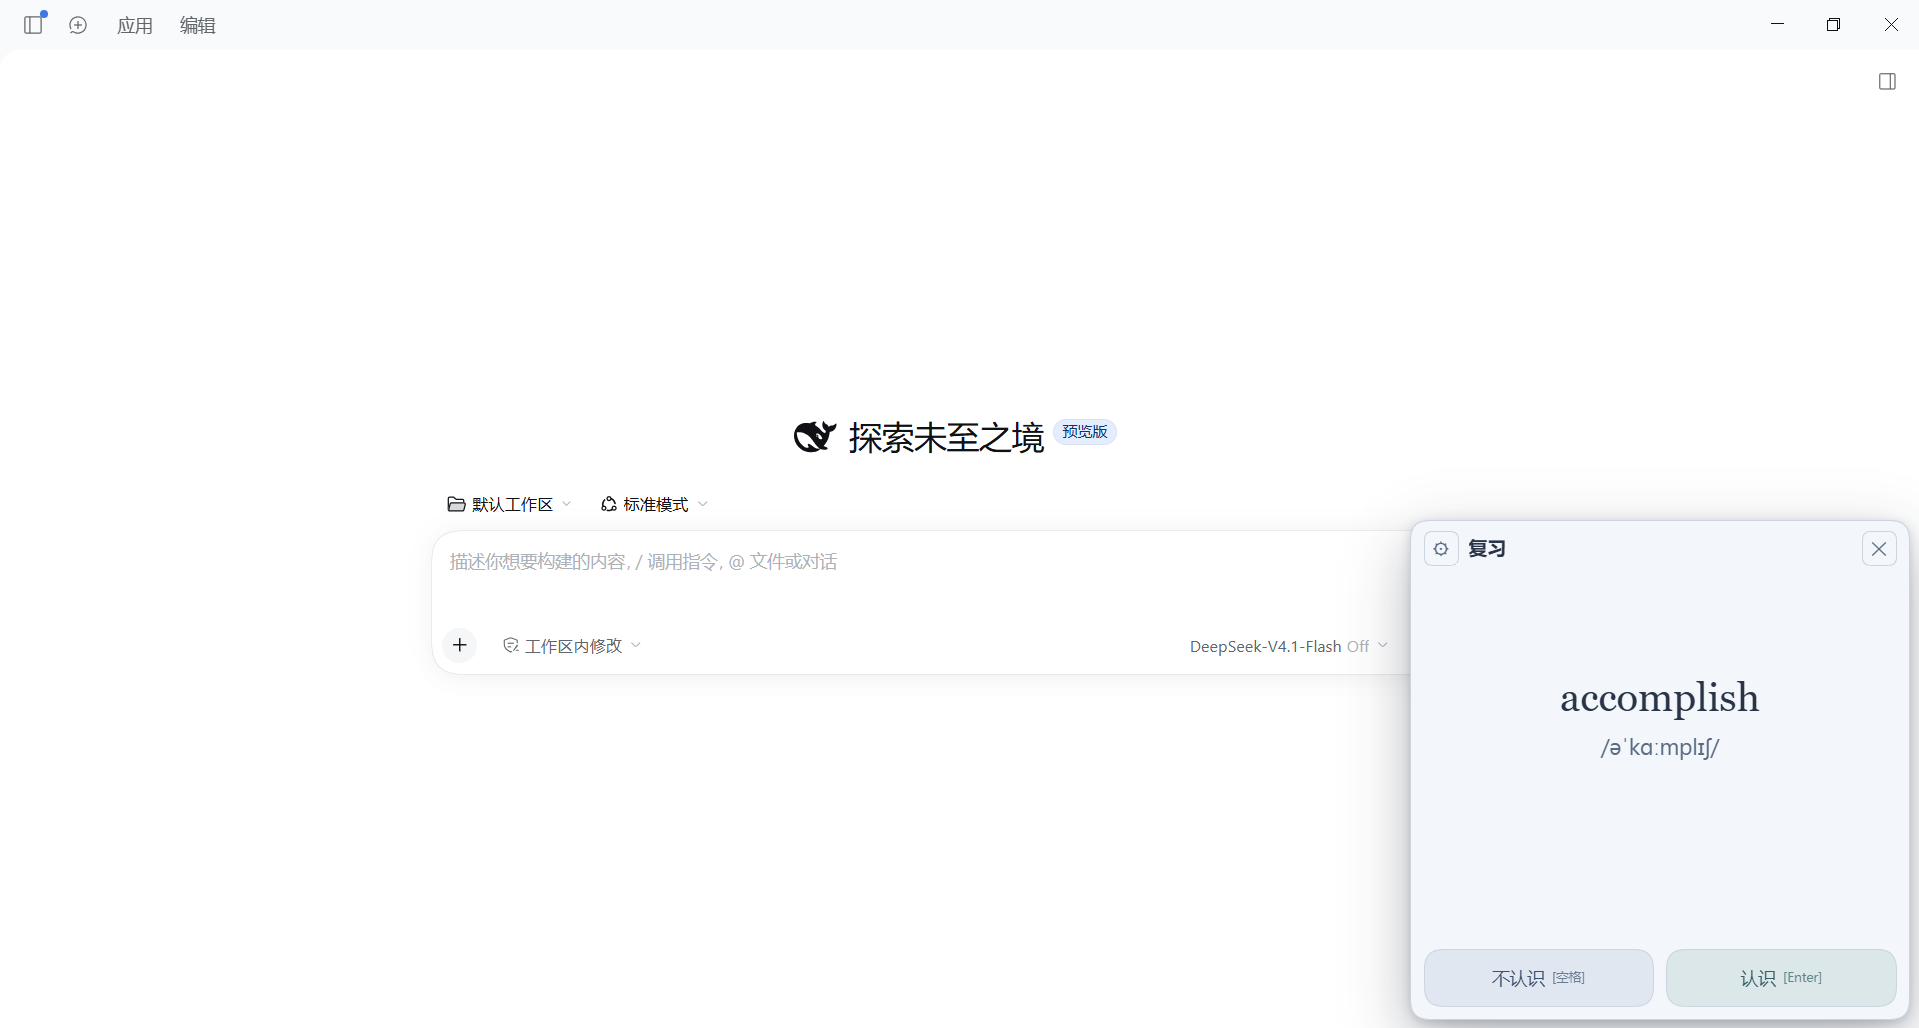 应用 编辑
探索未至之境 预览版
默认工作区 标准模式
描述你想要构建的内容, / 调用指令, @ 文件或对话
工作区内修改 DeepSeek-V4.1-Flash Off
复习
accomplish
/əˈkɑːmplɪʃ/
不认识 [空格] 认识 [Enter]